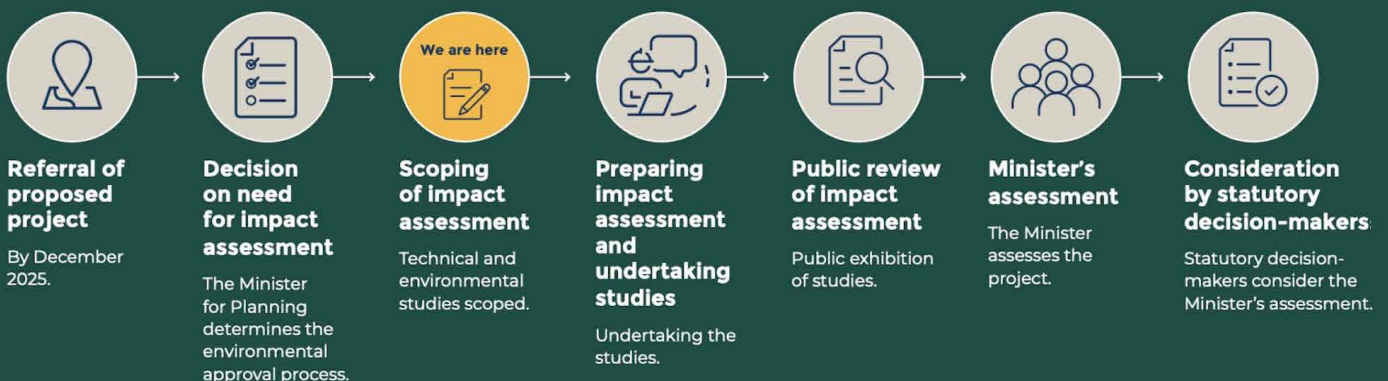 We are here
Referral of
proposed
project
By December
2025.
Decision
on need
for impact
assessment
The Minister
for Planning
determines the
environmental
approval process.
Scoping
of impact
assessment
Technical and
environmental
studies scoped.
Preparing
impact
assessment
and
undertaking
studies
Undertaking the
studies.
Public review
of impact
assessment
Public exhibition
of studies.
Minister's
assessment
The Minister
assesses the
project.
Consideration
by statutory
decision-makers
Statutory decision-
makers consider the
Minister's assessment.